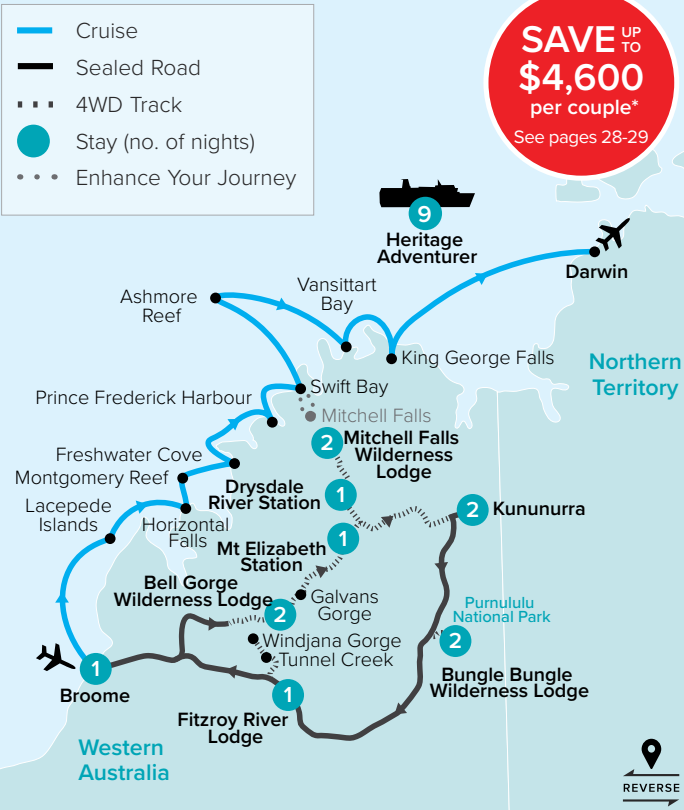 Cruise
Sealed Road
4WD Track
Stay (no. of nights)
Enhance Your Journey
SAVE UP TO
$4,600
per couple*
See pages 28-29
9
Heritage
Adventurer
Darwin
Ashmore
Reef
Vansittart
Bay
King George Falls
Northern
Territory
Swift Bay
Prince Frederick Harbour
Mitchell Falls
2
Mitchell Falls
Wilderness
Lodge
Freshwater Cove
Montgomery Reef
Drysdale
River Station
1
2
Kununurra
Lacepede
Islands
Horizontal
Falls
Mt Elizabeth
Station
1
Bell Gorge
Wilderness Lodge
2
Galvans
Gorge
Purnululu
National Park
2
Windjana Gorge
Tunnel Creek
Bungle Bungle
Wilderness Lodge
1
Broome
1
Fitzroy River
Lodge
Western
Australia
REVERSE